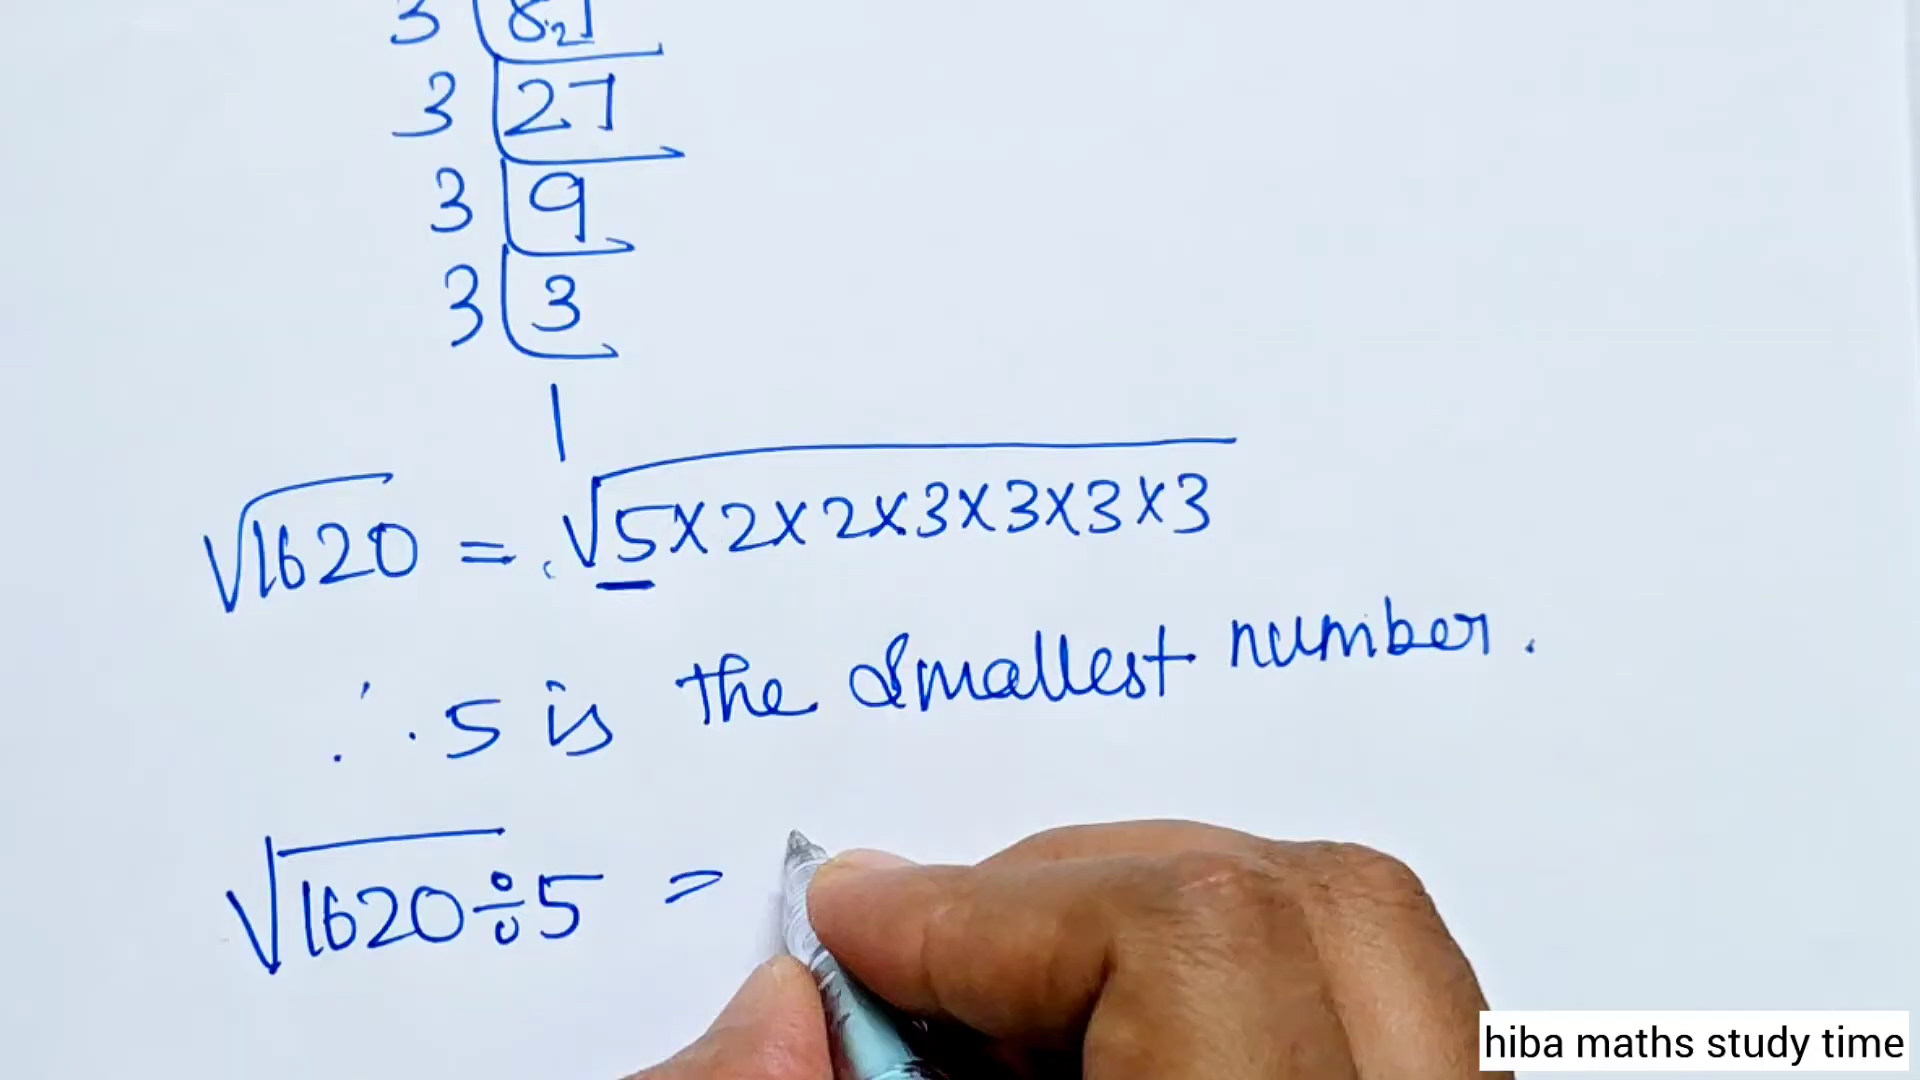 3 81
3 27
3 9
3 3
1
√1620 = √5×2×2×3×3×3×3
∴ 5 is the smallest number.
√1620÷5 =
hiba maths study time